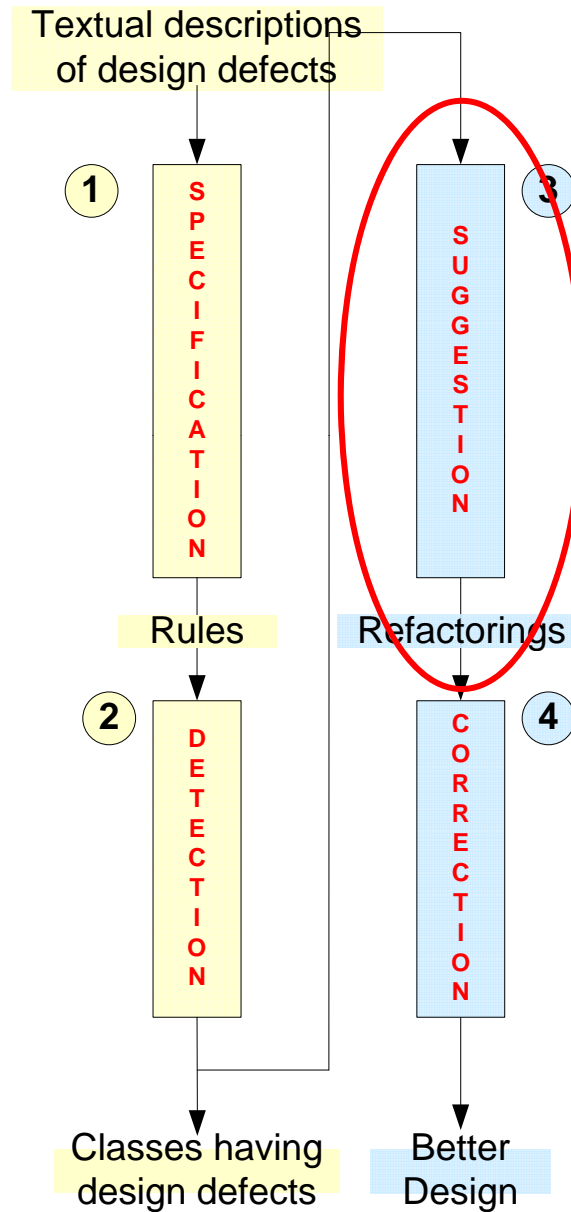 Textual descriptions
of design defects
1
SPECIFICATION
Rules
2
DETECTION
Classes having
design defects
3
SUGGESTION
Refactorings
4
CORRECTION
Better
Design